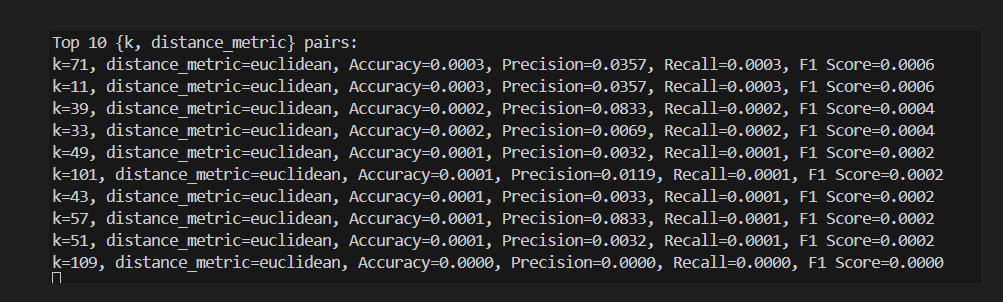 Top 10 {k, distance_metric} pairs:
k=71, distance_metric=euclidean, Accuracy=0.0003, Precision=0.0357, Recall=0.0003, F1 Score=0.0006
k=11, distance_metric=euclidean, Accuracy=0.0003, Precision=0.0357, Recall=0.0003, F1 Score=0.0006
k=39, distance_metric=euclidean, Accuracy=0.0002, Precision=0.0833, Recall=0.0002, F1 Score=0.0004
k=33, distance_metric=euclidean, Accuracy=0.0002, Precision=0.0069, Recall=0.0002, F1 Score=0.0004
k=49, distance_metric=euclidean, Accuracy=0.0001, Precision=0.0032, Recall=0.0001, F1 Score=0.0002
k=101, distance_metric=euclidean, Accuracy=0.0001, Precision=0.0119, Recall=0.0001, F1 Score=0.0002
k=43, distance_metric=euclidean, Accuracy=0.0001, Precision=0.0033, Recall=0.0001, F1 Score=0.0002
k=57, distance_metric=euclidean, Accuracy=0.0001, Precision=0.0833, Recall=0.0001, F1 Score=0.0002
k=51, distance_metric=euclidean, Accuracy=0.0001, Precision=0.0032, Recall=0.0001, F1 Score=0.0002
k=109, distance_metric=euclidean, Accuracy=0.0000, Precision=0.0000, Recall=0.0000, F1 Score=0.0000